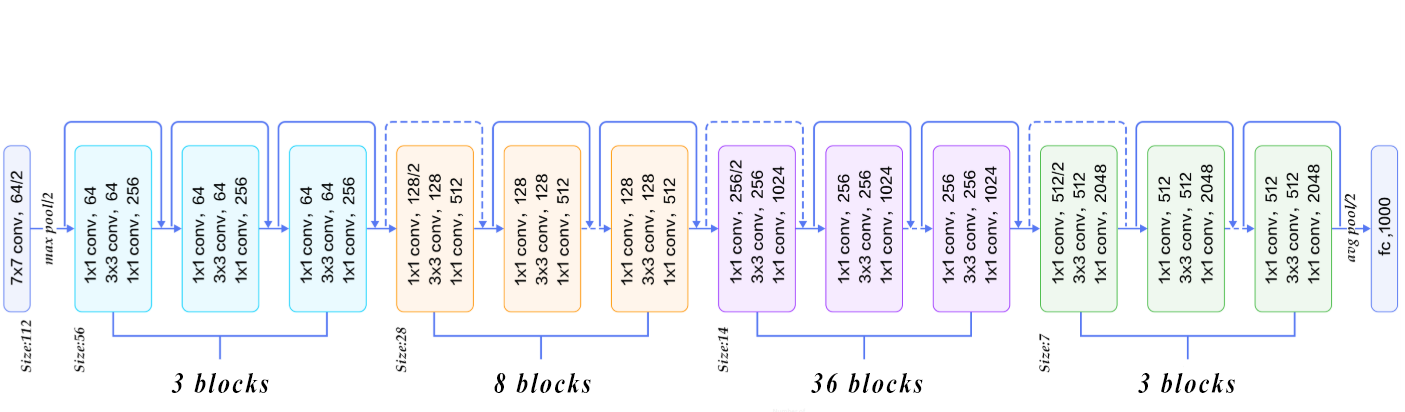 7x7 conv, 64/2
Size:112
max pool/2
1x1 conv, 64
3x3 conv, 64
1x1 conv, 256
Size:56
1x1 conv, 64
3x3 conv, 64
1x1 conv, 256
1x1 conv, 64
3x3 conv, 64
1x1 conv, 256
3 blocks
1x1 conv, 128/2
3x3 conv, 128
1x1 conv, 512
Size:28
1x1 conv, 128
3x3 conv, 128
1x1 conv, 512
1x1 conv, 128
3x3 conv, 128
1x1 conv, 512
8 blocks
1x1 conv, 256/2
3x3 conv, 256
1x1 conv, 1024
Size:14
1x1 conv, 256
3x3 conv, 256
1x1 conv, 1024
1x1 conv, 256
3x3 conv, 256
1x1 conv, 1024
36 blocks
1x1 conv, 512/2
3x3 conv, 512
1x1 conv, 2048
Size:7
1x1 conv, 512
3x3 conv, 512
1x1 conv, 2048
1x1 conv, 512
3x3 conv, 512
1x1 conv, 2048
3 blocks
avg pool/2
fc ,1000